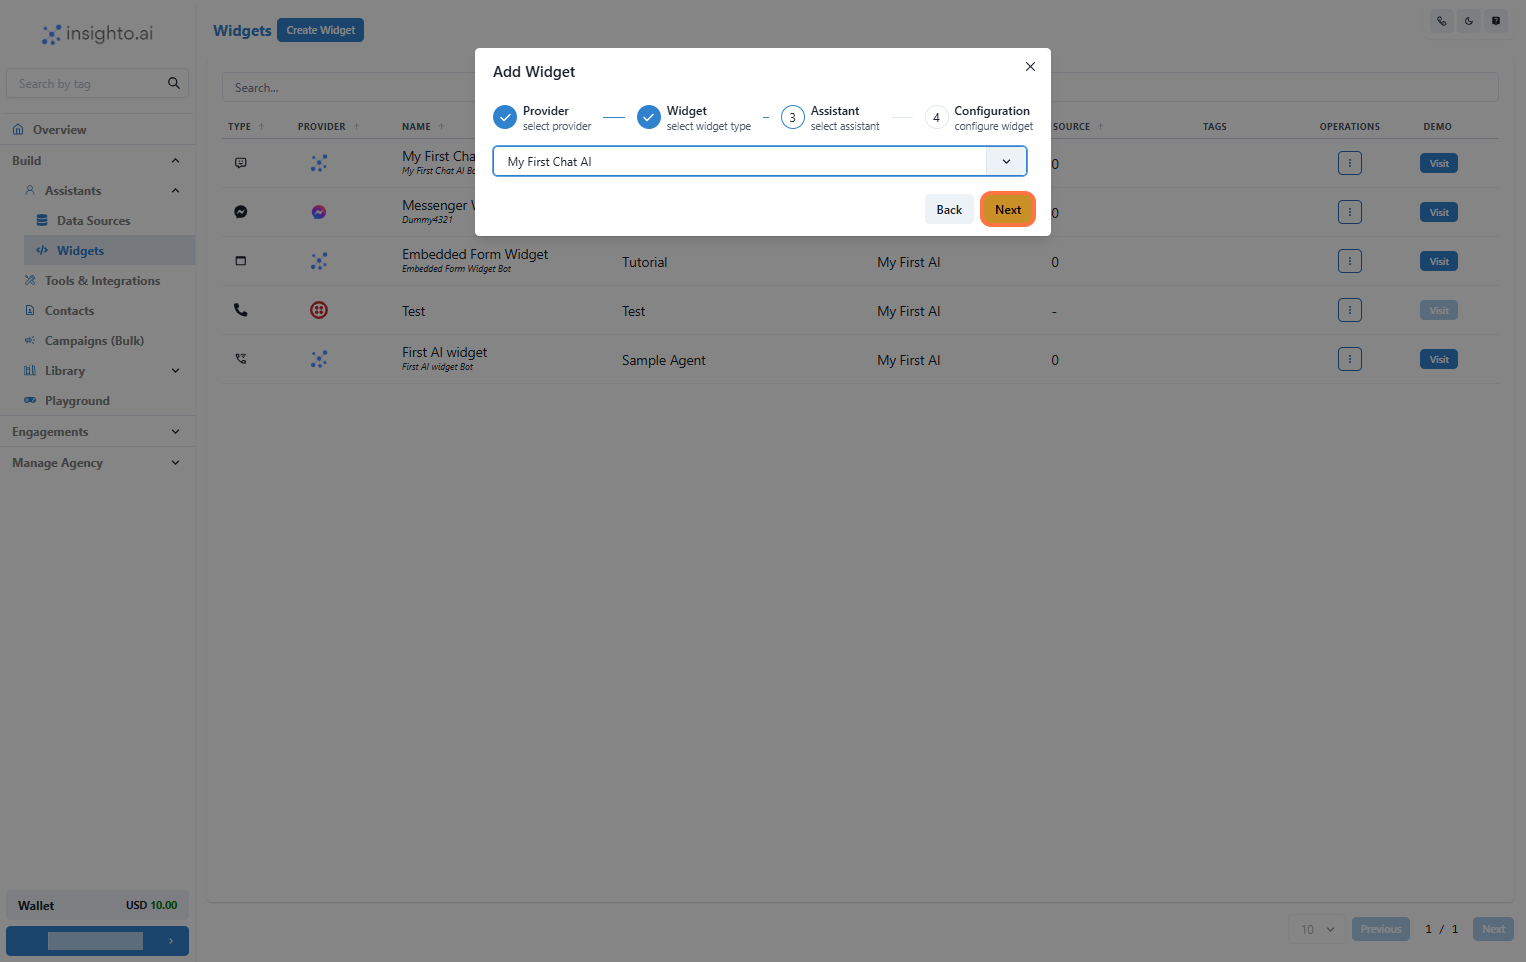 insighto.ai
Search by tag
Overview
Build
Assistants
Data Sources
Widgets
Tools & Integrations
Contacts
Campaigns (Bulk)
Library
Playground
Engagements
Manage Agency
Wallet USD 10.00
Widgets Create Widget
Search...
Add Widget
Provider
select provider
Widget
select widget type
3 Assistant
select assistant
4 Configuration
configure widget
My First Chat AI
Back Next
TYPE PROVIDER NAME SOURCE TAGS OPERATIONS DEMO
My First Cha 0 Visit
My First Chat AI Bo
Messenger 0 Visit
Dummy4321
Embedded Form Widget Tutorial My First AI 0 Visit
Embedded Form Widget Bot
Test Test My First AI - Visit
First AI widget Sample Agent My First AI 0 Visit
First AI widget Bot
10 Previous 1 / 1 Next